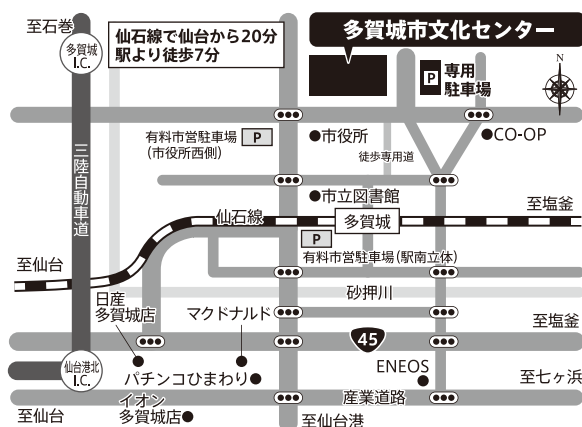 至石巻
多賀城
I.C.
仙石線で仙台から20分
駅より徒歩7分
多賀城市文化センター
P
専用
駐車場
N
有料市営駐車場
(市役所西側)
P
市役所
徒歩専用道
CO-OP
三陸自動車道
市立図書館
仙石線
多賀城
至塩釜
P
有料市営駐車場(駅南立体)
至仙台
砂押川
日産
多賀城店
マクドナルド
45
至塩釜
仙台港北
I.C.
パチンコひまわり
ENEOS
至七ヶ浜
イオン
多賀城店
産業道路
至仙台
至仙台港